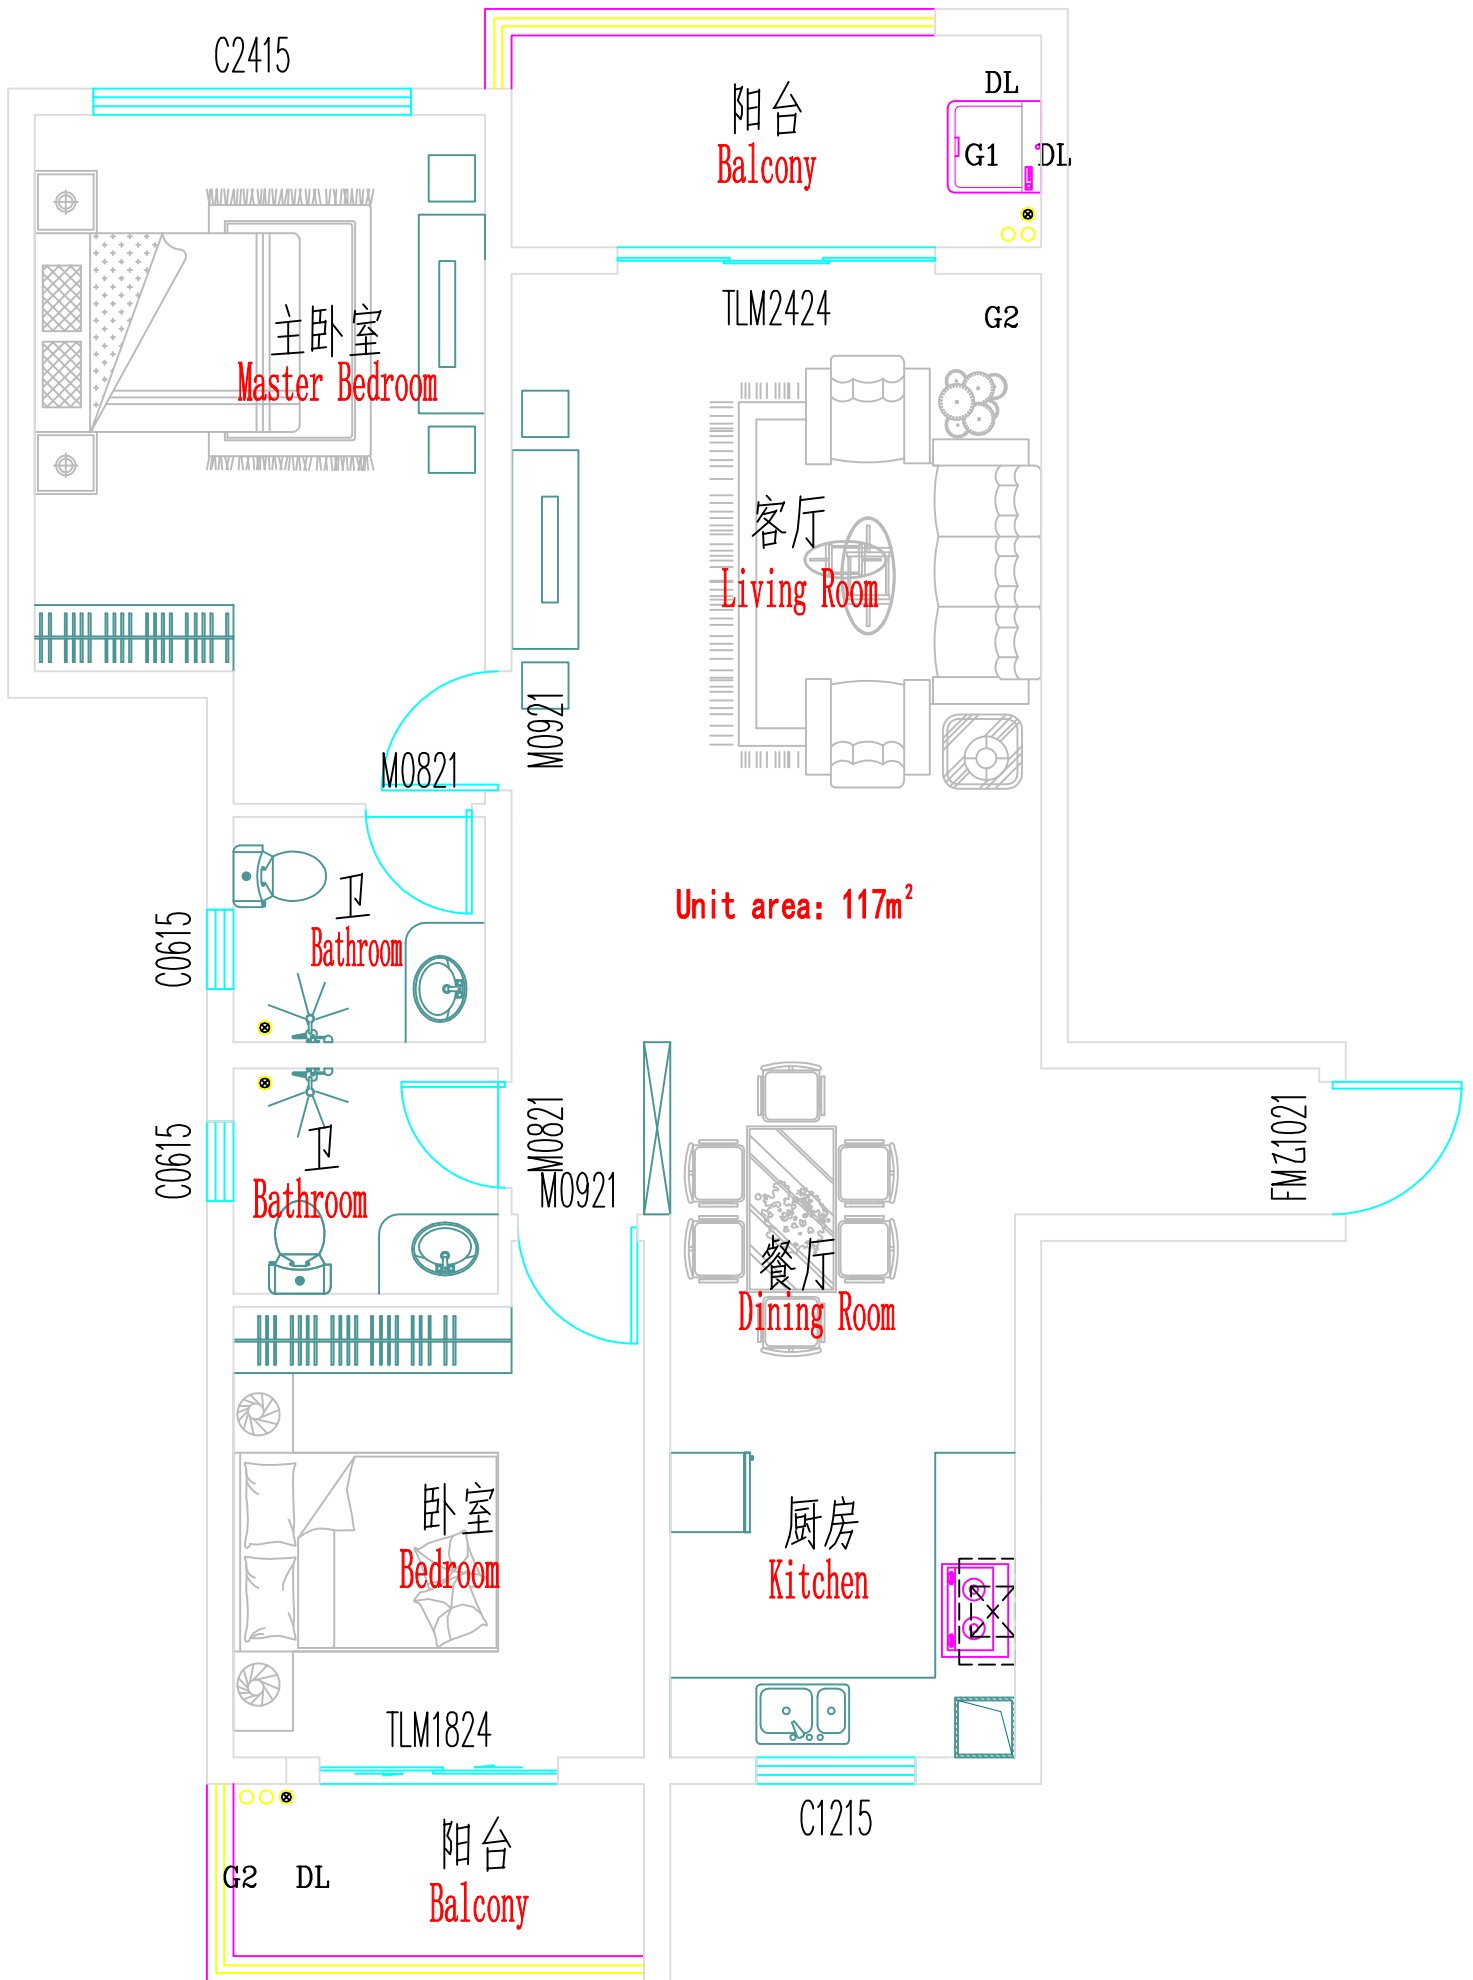 C2415
DL
阳台
Balcony
G1
DL
TLM2424
G2
主卧室
Master Bedroom
客厅
Living Room
M0921
M0821
卫
Bathroom
Unit area: 117m²
C0615
M0821
FMZ1021
C0615
卫
Bathroom
M0921
餐厅
Dining Room
卧室
Bedroom
厨房
Kitchen
TLM1824
C1215
阳台
Balcony
G2
DL